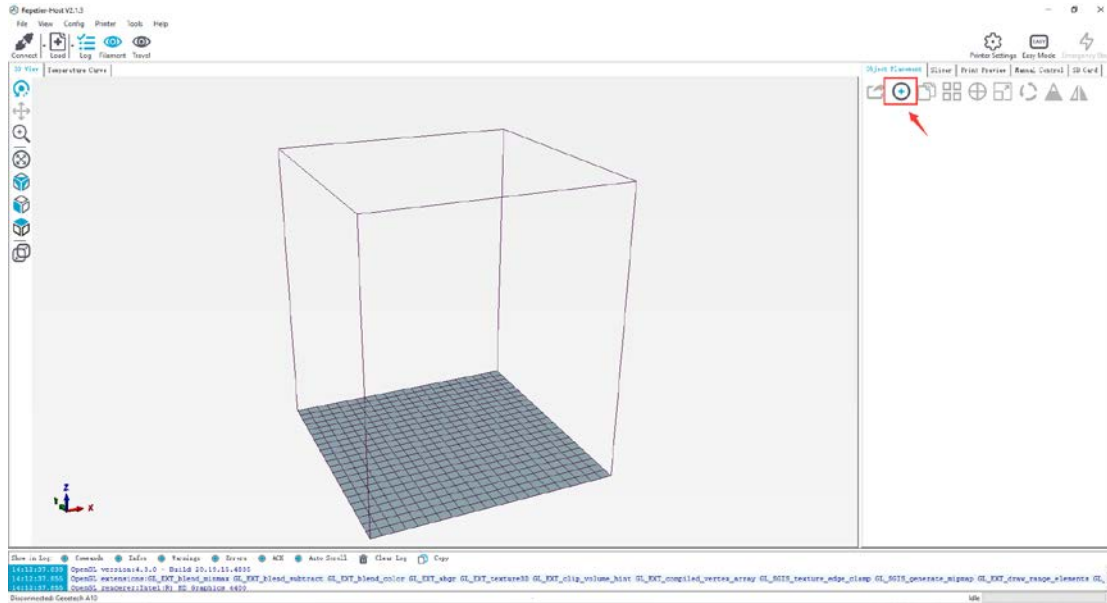 Repetier-Host V2.1.3
File View Config Printer Tools Help
Connect Load Log Filament Travel
Printer Settings Easy Mode Emergency
EASY
3D View Temperature Curve
Object Placement Slicer Print Preview Manual Control SD Card
Z
Y
X
Show in Log: Commands Infos Warnings Errors ACK Auto Scroll Clear Log Copy
OpenGL version:4.3.0 - Build 20.19.15.4835
OpenGL extensions:GL_EXT_blend_minmax GL_EXT_blend_subtract GL_EXT_blend_color GL_EXT_abgr GL_EXT_texture3D GL_EXT_clip_volume_hint GL_EXT_compiled_vertex_array GL_SGIS_texture_edge_clamp GL_SGIS_generate_mipmap GL_EXT_draw_range_elements GL_
OpenGL renderer:Intel(R) HD Graphics 4400
Disconnected: Geeetech A10
Idle